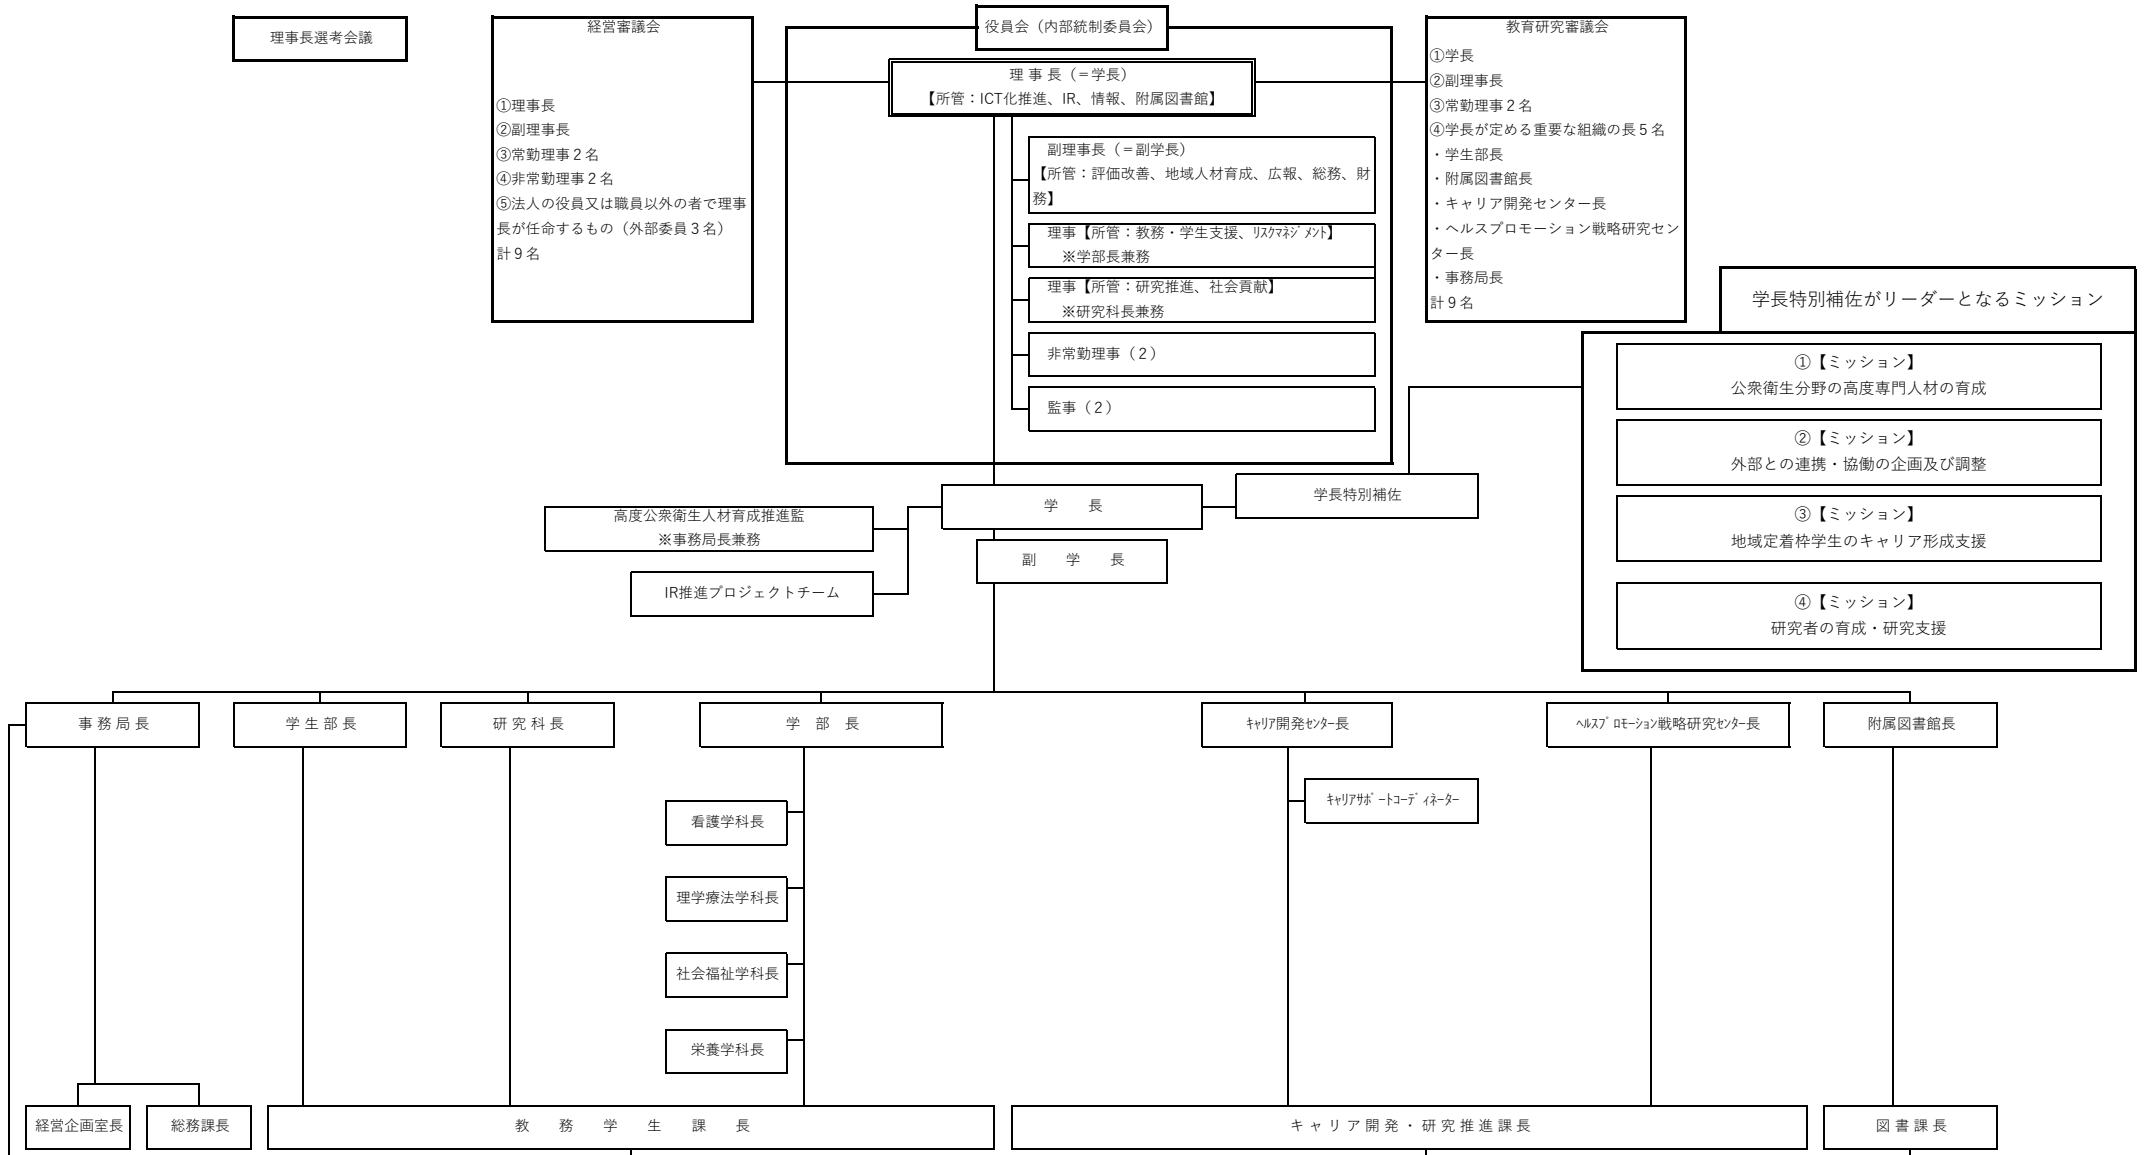 理事長選考会議
経営審議会
①理事長
②副理事長
③常勤理事２名
④非常勤理事２名
⑤法人の役員又は職員以外の者で理事
長が任命するもの（外部委員３名）
計９名
役員会（内部統制委員会）
理 事 長（＝学長）
【所管：ICT化推進、IR、情報、附属図書館】
副理事長（＝副学長）
【所管：評価改善、地域人材育成、広報、総務、財
務】
理事【所管：教務・学生支援、ﾘｽｸﾏﾈｼﾞﾒﾝﾄ】
※学部長兼務
理事【所管：研究推進、社会貢献】
※研究科長兼務
非常勤理事（２）
監事（２）
教育研究審議会
①学長
②副理事長
③常勤理事２名
④学長が定める重要な組織の長５名
・学生部長
・附属図書館長
・キャリア開発センター長
・ヘルスプロモーション戦略研究セン
ター長
・事務局長
計９名
学長特別補佐がリーダーとなるミッション
①【ミッション】
公衆衛生分野の高度専門人材の育成
②【ミッション】
外部との連携・協働の企画及び調整
③【ミッション】
地域定着枠学生のキャリア形成支援
④【ミッション】
研究者の育成・研究支援
学長特別補佐
学　　長
高度公衆衛生人材育成推進監
※事務局長兼務
副　　学　　長
IR推進プロジェクトチーム
事 務 局 長
学 生 部 長
研 究 科 長
学　部　長
ｷｬﾘｱ開発ｾﾝﾀｰ長
ﾍﾙｽﾌﾟﾛﾓｰｼｮﾝ戦略研究ｾﾝﾀｰ長
附属図書館長
ｷｬﾘｱｻﾎﾟｰﾄｺｰﾃﾞｨﾈｰﾀｰ
看護学科長
理学療法学科長
社会福祉学科長
栄養学科長
経営企画室長
総務課長
教　　務　　学　　生　　課　　長
キ ャ リ ア 開 発 ・ 研 究 推 進 課 長
図 書 課 長